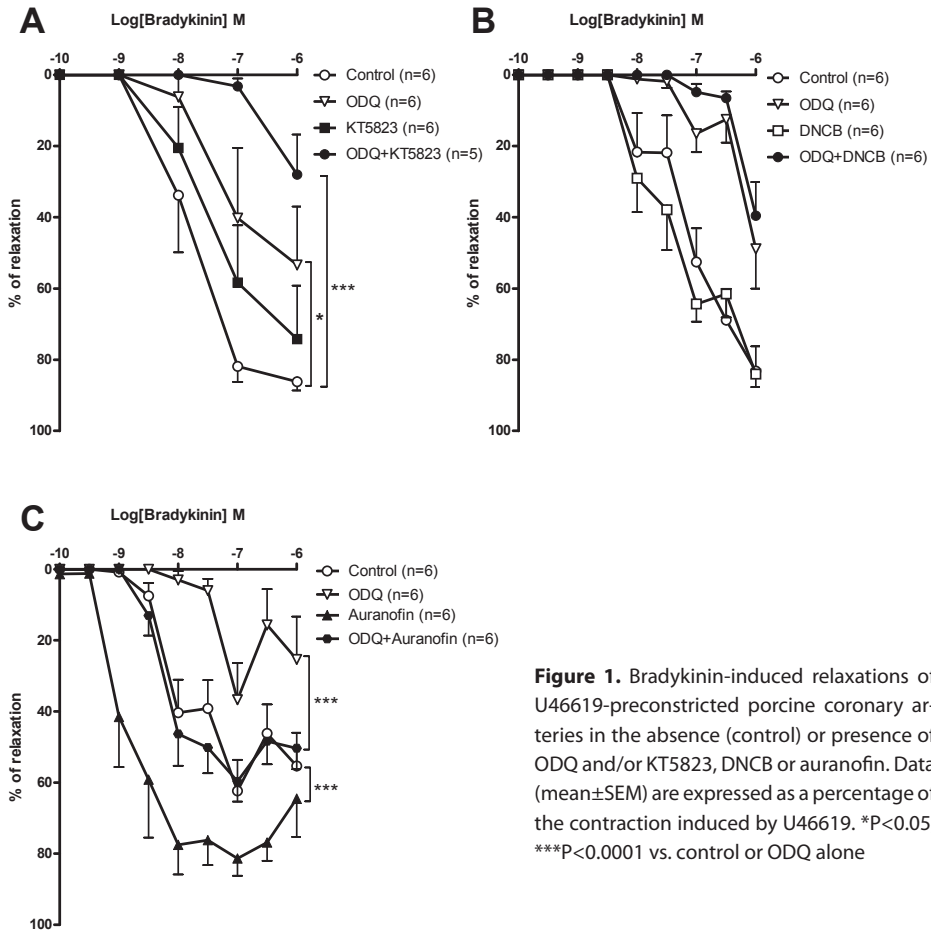 A
Log[Bradykinin] M
-10 -9 -8 -7 -6
0
20
40
60
80
100
% of relaxation
Control (n=6)
ODQ (n=6)
KT5823 (n=6)
ODQ+KT5823 (n=5)
*
***
B
Log[Bradykinin] M
-10 -9 -8 -7 -6
0
20
40
60
80
100
% of relaxation
Control (n=6)
ODQ (n=6)
DNCB (n=6)
ODQ+DNCB (n=6)
C
Log[Bradykinin] M
-10 -9 -8 -7 -6
0
20
40
60
80
100
% of relaxation
Control (n=6)
ODQ (n=6)
Auranofin (n=6)
ODQ+Auranofin (n=6)
***
***
Figure 1. Bradykinin-induced relaxations of
U46619-preconstricted porcine coronary ar-
teries in the absence (control) or presence of
ODQ and/or KT5823, DNCB or auranofin. Data
(mean±SEM) are expressed as a percentage of
the contraction induced by U46619. *P<0.05
***P<0.0001 vs. control or ODQ alone